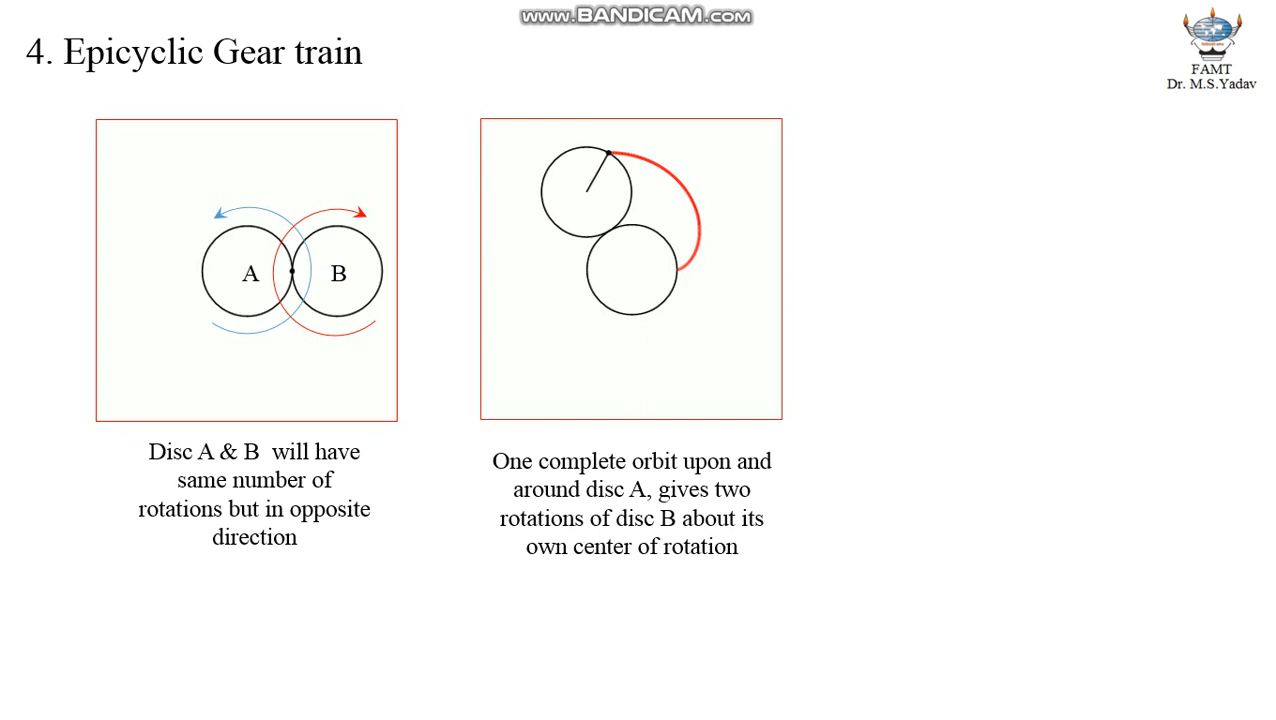 www.BANDICAM.com
4. Epicyclic Gear train
FAMT
Dr. M.S.Yadav
A
B
Disc A & B will have
same number of
rotations but in opposite
direction
One complete orbit upon and
around disc A, gives two
rotations of disc B about its
own center of rotation